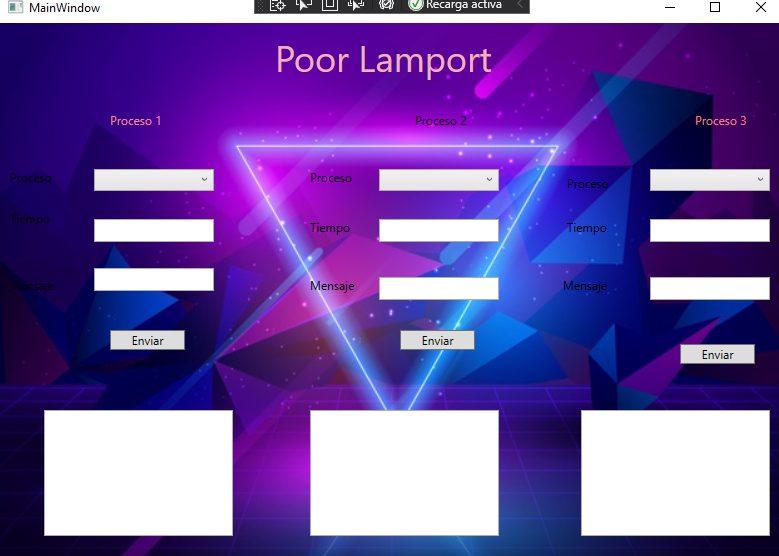 MainWindow
Recarga activa
Poor Lamport
Proceso 1
Proceso 2
Proceso 3
Proceso
Proceso
Proceso
Tiempo
Tiempo
Tiempo
Mensaje
Mensaje
Mensaje
Enviar
Enviar
Enviar